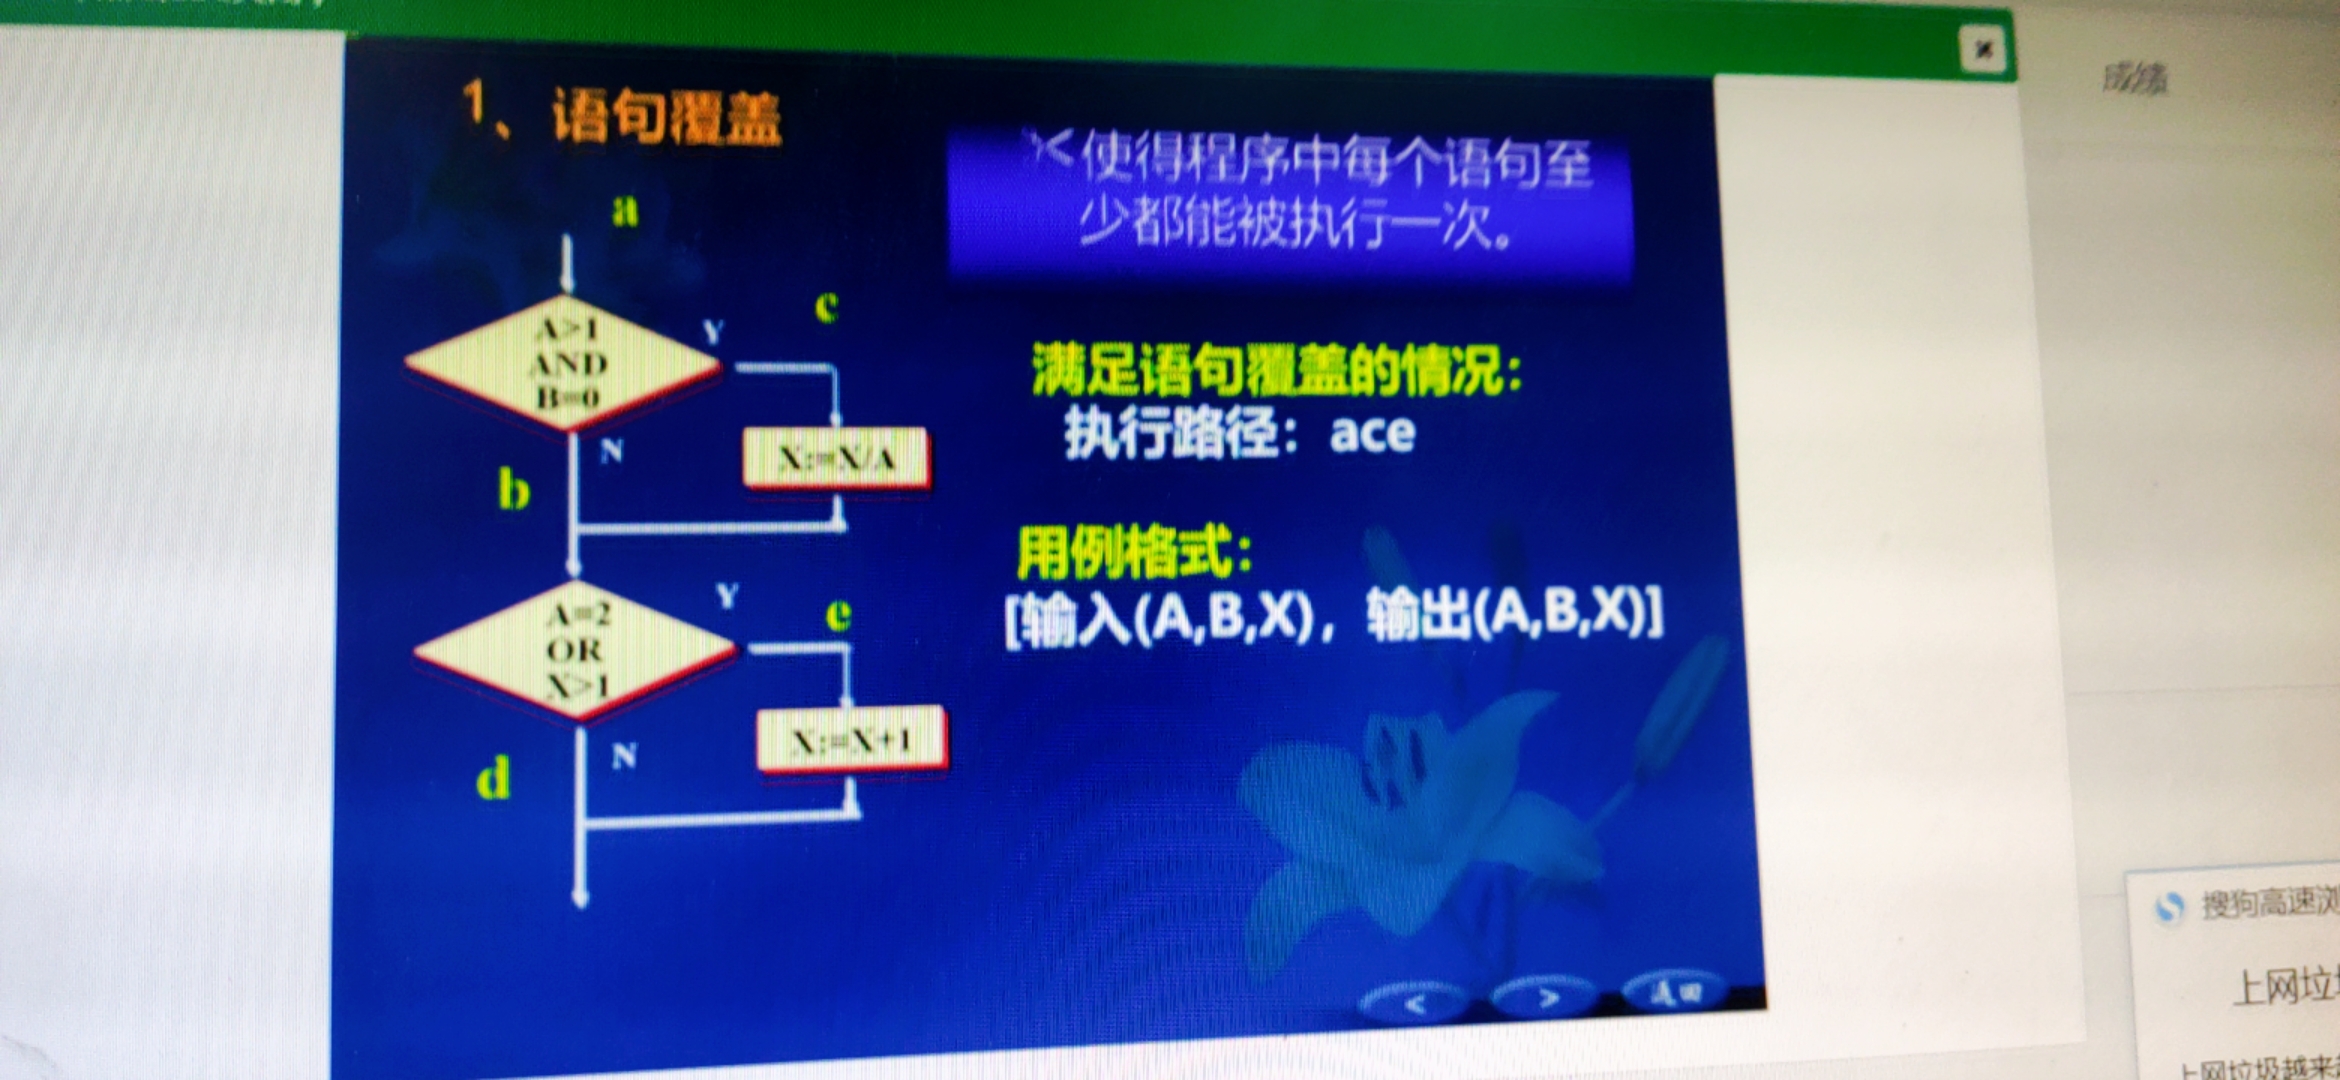 成绩
1、语句覆盖
使得程序中每个语句至
少都能被执行一次。
a
A>1
AND
B=0
Y
c
N
X:=X/A
b
满足语句覆盖的情况：
执行路径：ace
用例格式：
[输入(A,B,X)，输出(A,B,X)]
A=2
OR
X>1
Y
e
N
X:=X+1
d
<
>
返回
搜狗高速浏
上网垃圾
上网垃圾越来